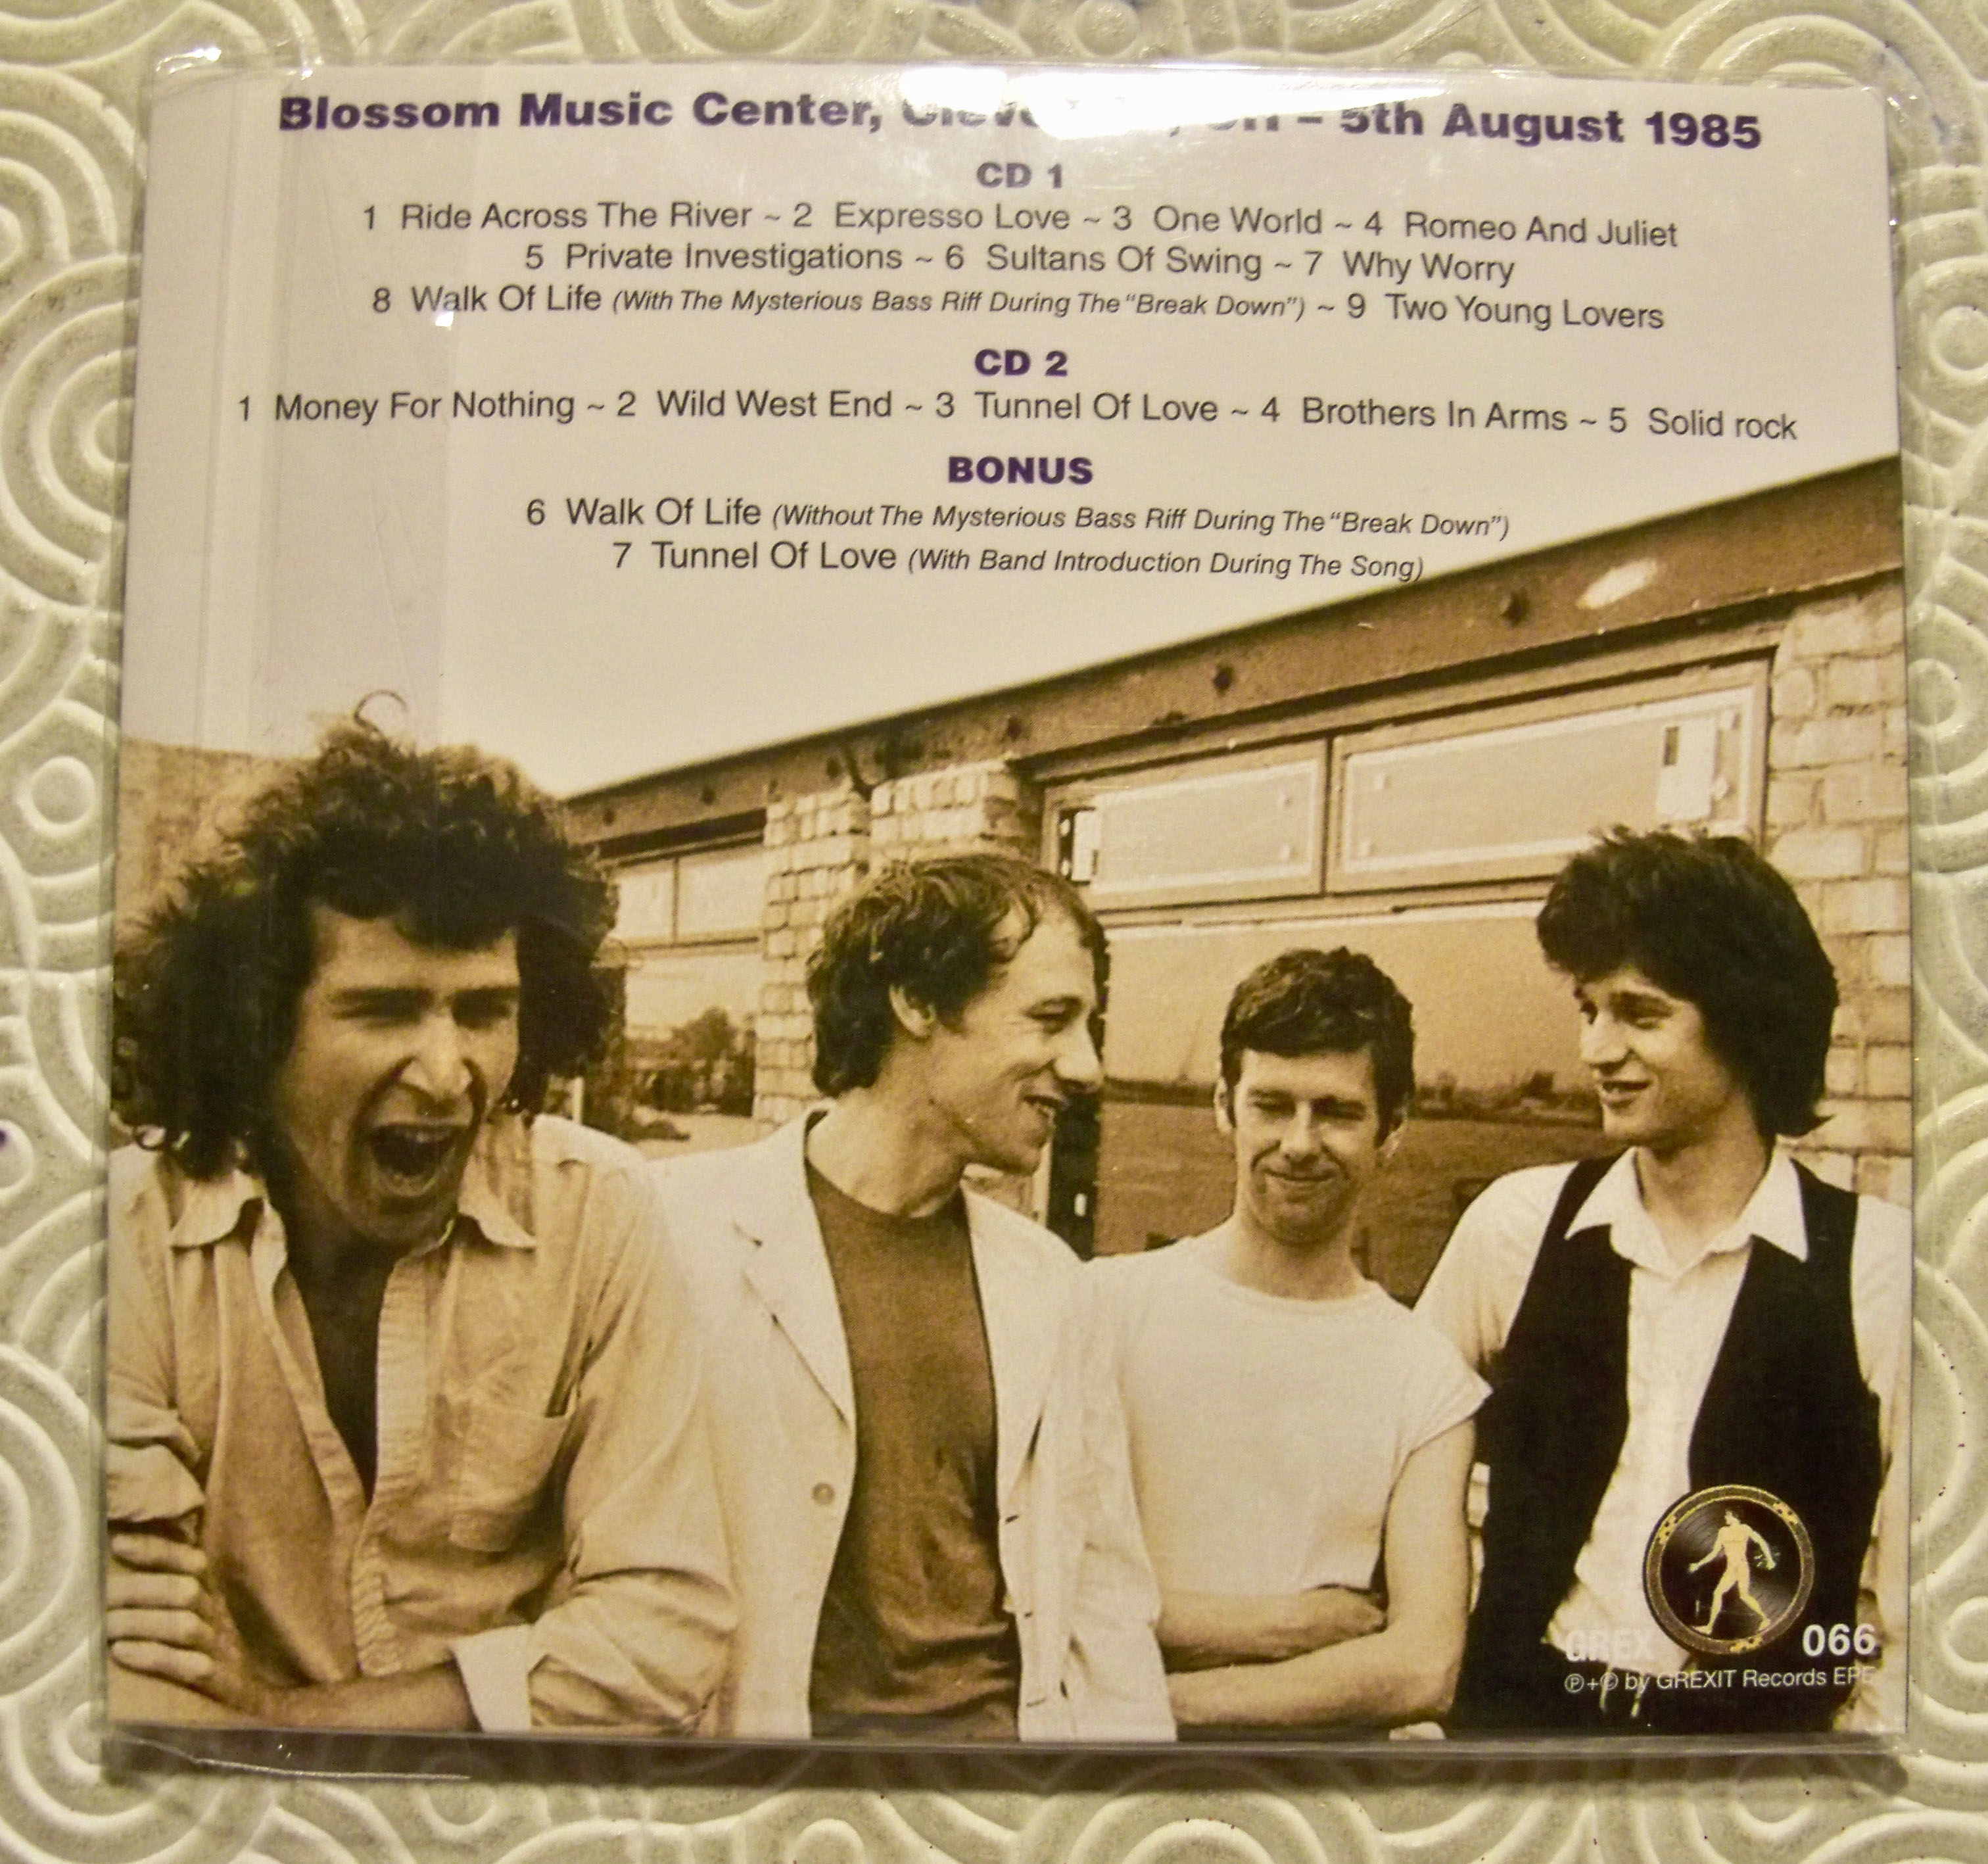 Blossom Music Center, – 5th August 1985
CD 1
1 Ride Across The River ~ 2 Expresso Love ~ 3 One World ~ 4 Romeo And Juliet
5 Private Investigations ~ 6 Sultans Of Swing ~ 7 Why Worry
8 Walk Of Life (With The Mysterious Bass Riff During The "Break Down") ~ 9 Two Young Lovers
CD 2
1 Money For Nothing ~ 2 Wild West End ~ 3 Tunnel Of Love ~ 4 Brothers In Arms ~ 5 Solid rock
BONUS
6 Walk Of Life (Without The Mysterious Bass Riff During The "Break Down")
7 Tunnel Of Love (With Band Introduction During The Song)
GREX 066
℗+© by GREXIT Records EPE